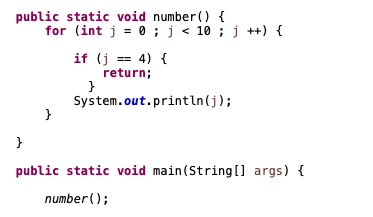 public static void number() {
for (int j = 0 ; j < 10 ; j ++) {
if (j == 4) {
return;
}
System.out.println(j);
}
}
public static void main(String[] args) {
number();